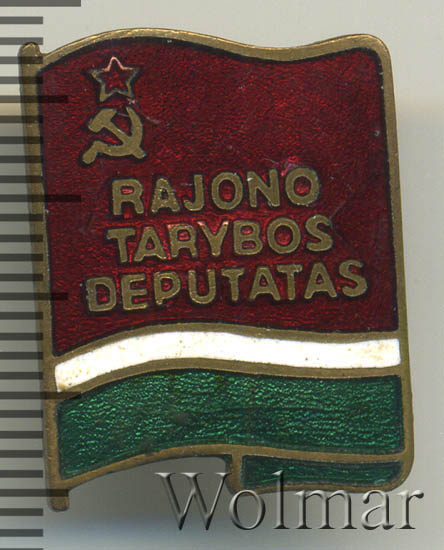 RAJONO
TARYBOS
DEPUTATAS
Wolmar